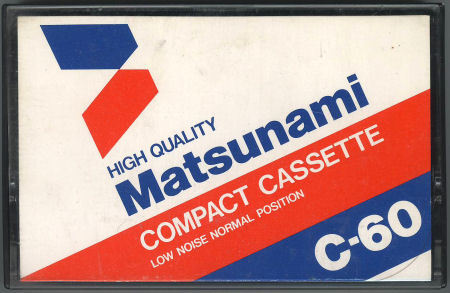 HIGH QUALITY
Matsunami
COMPACT CASSETTE
LOW NOISE NORMAL POSITION
C-60